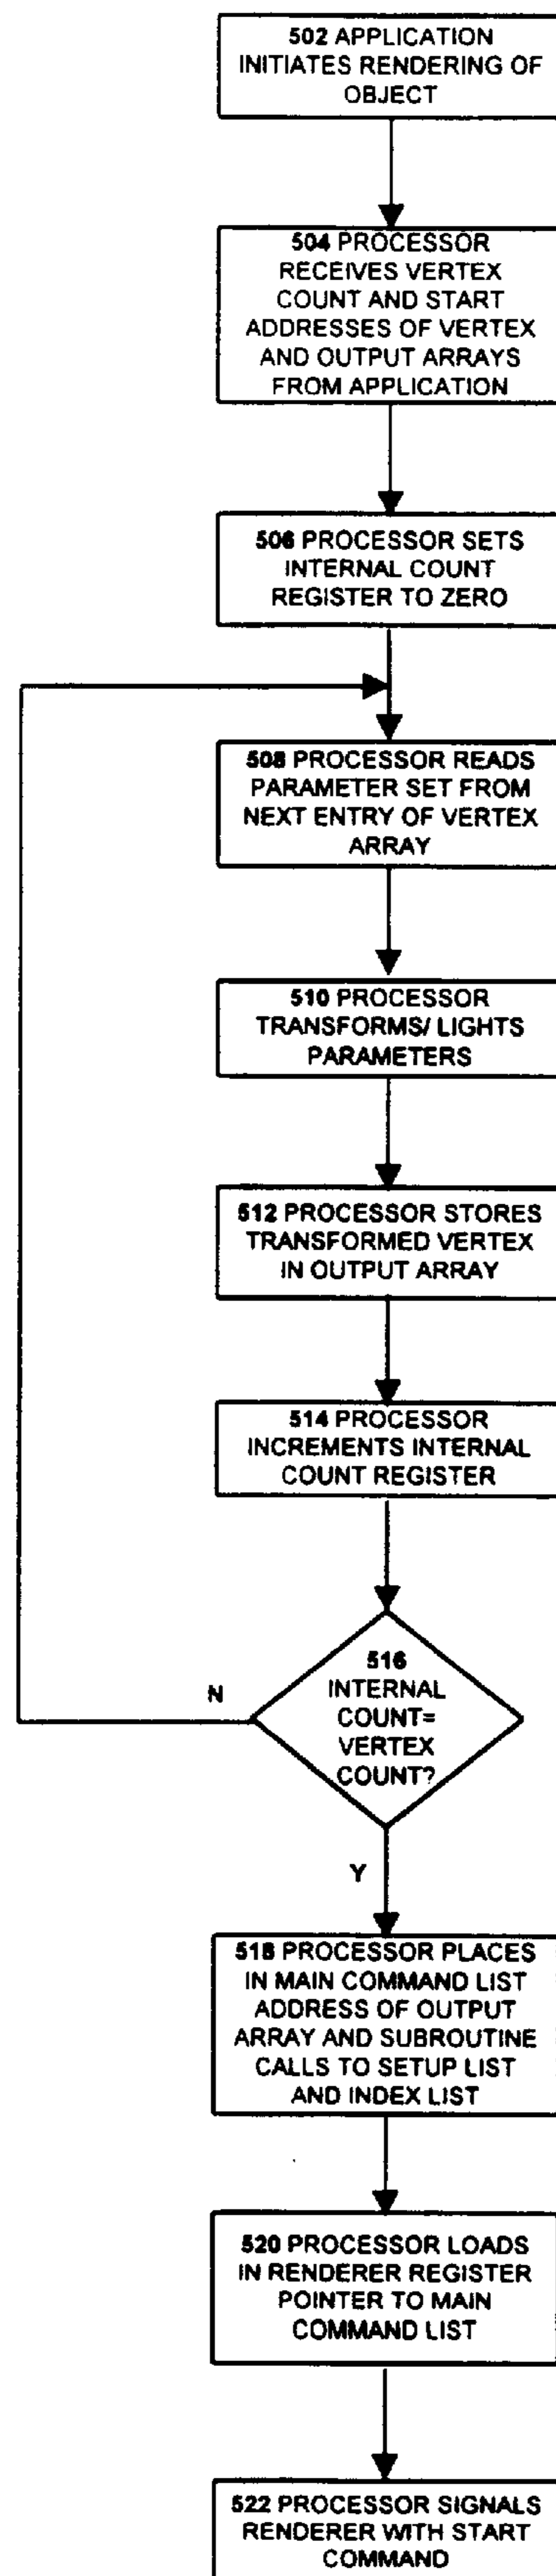 502 APPLICATION
INITIATES RENDERING OF
OBJECT
504 PROCESSOR
RECEIVES VERTEX
COUNT AND START
ADDRESSES OF VERTEX
AND OUTPUT ARRAYS
FROM APPLICATION
506 PROCESSOR SETS
INTERNAL COUNT
REGISTER TO ZERO
508 PROCESSOR READS
PARAMETER SET FROM
NEXT ENTRY OF VERTEX
ARRAY
510 PROCESSOR
TRANSFORMS/ LIGHTS
PARAMETERS
512 PROCESSOR STORES
TRANSFORMED VERTEX
IN OUTPUT ARRAY
514 PROCESSOR
INCREMENTS INTERNAL
COUNT REGISTER
516
INTERNAL
COUNT=
VERTEX
COUNT?
N
Y
518 PROCESSOR PLACES
IN MAIN COMMAND LIST
ADDRESS OF OUTPUT
ARRAY AND SUBROUTINE
CALLS TO SETUP LIST
AND INDEX LIST
520 PROCESSOR LOADS
IN RENDERER REGISTER
POINTER TO MAIN
COMMAND LIST
522 PROCESSOR SIGNALS
RENDERER WITH START
COMMAND